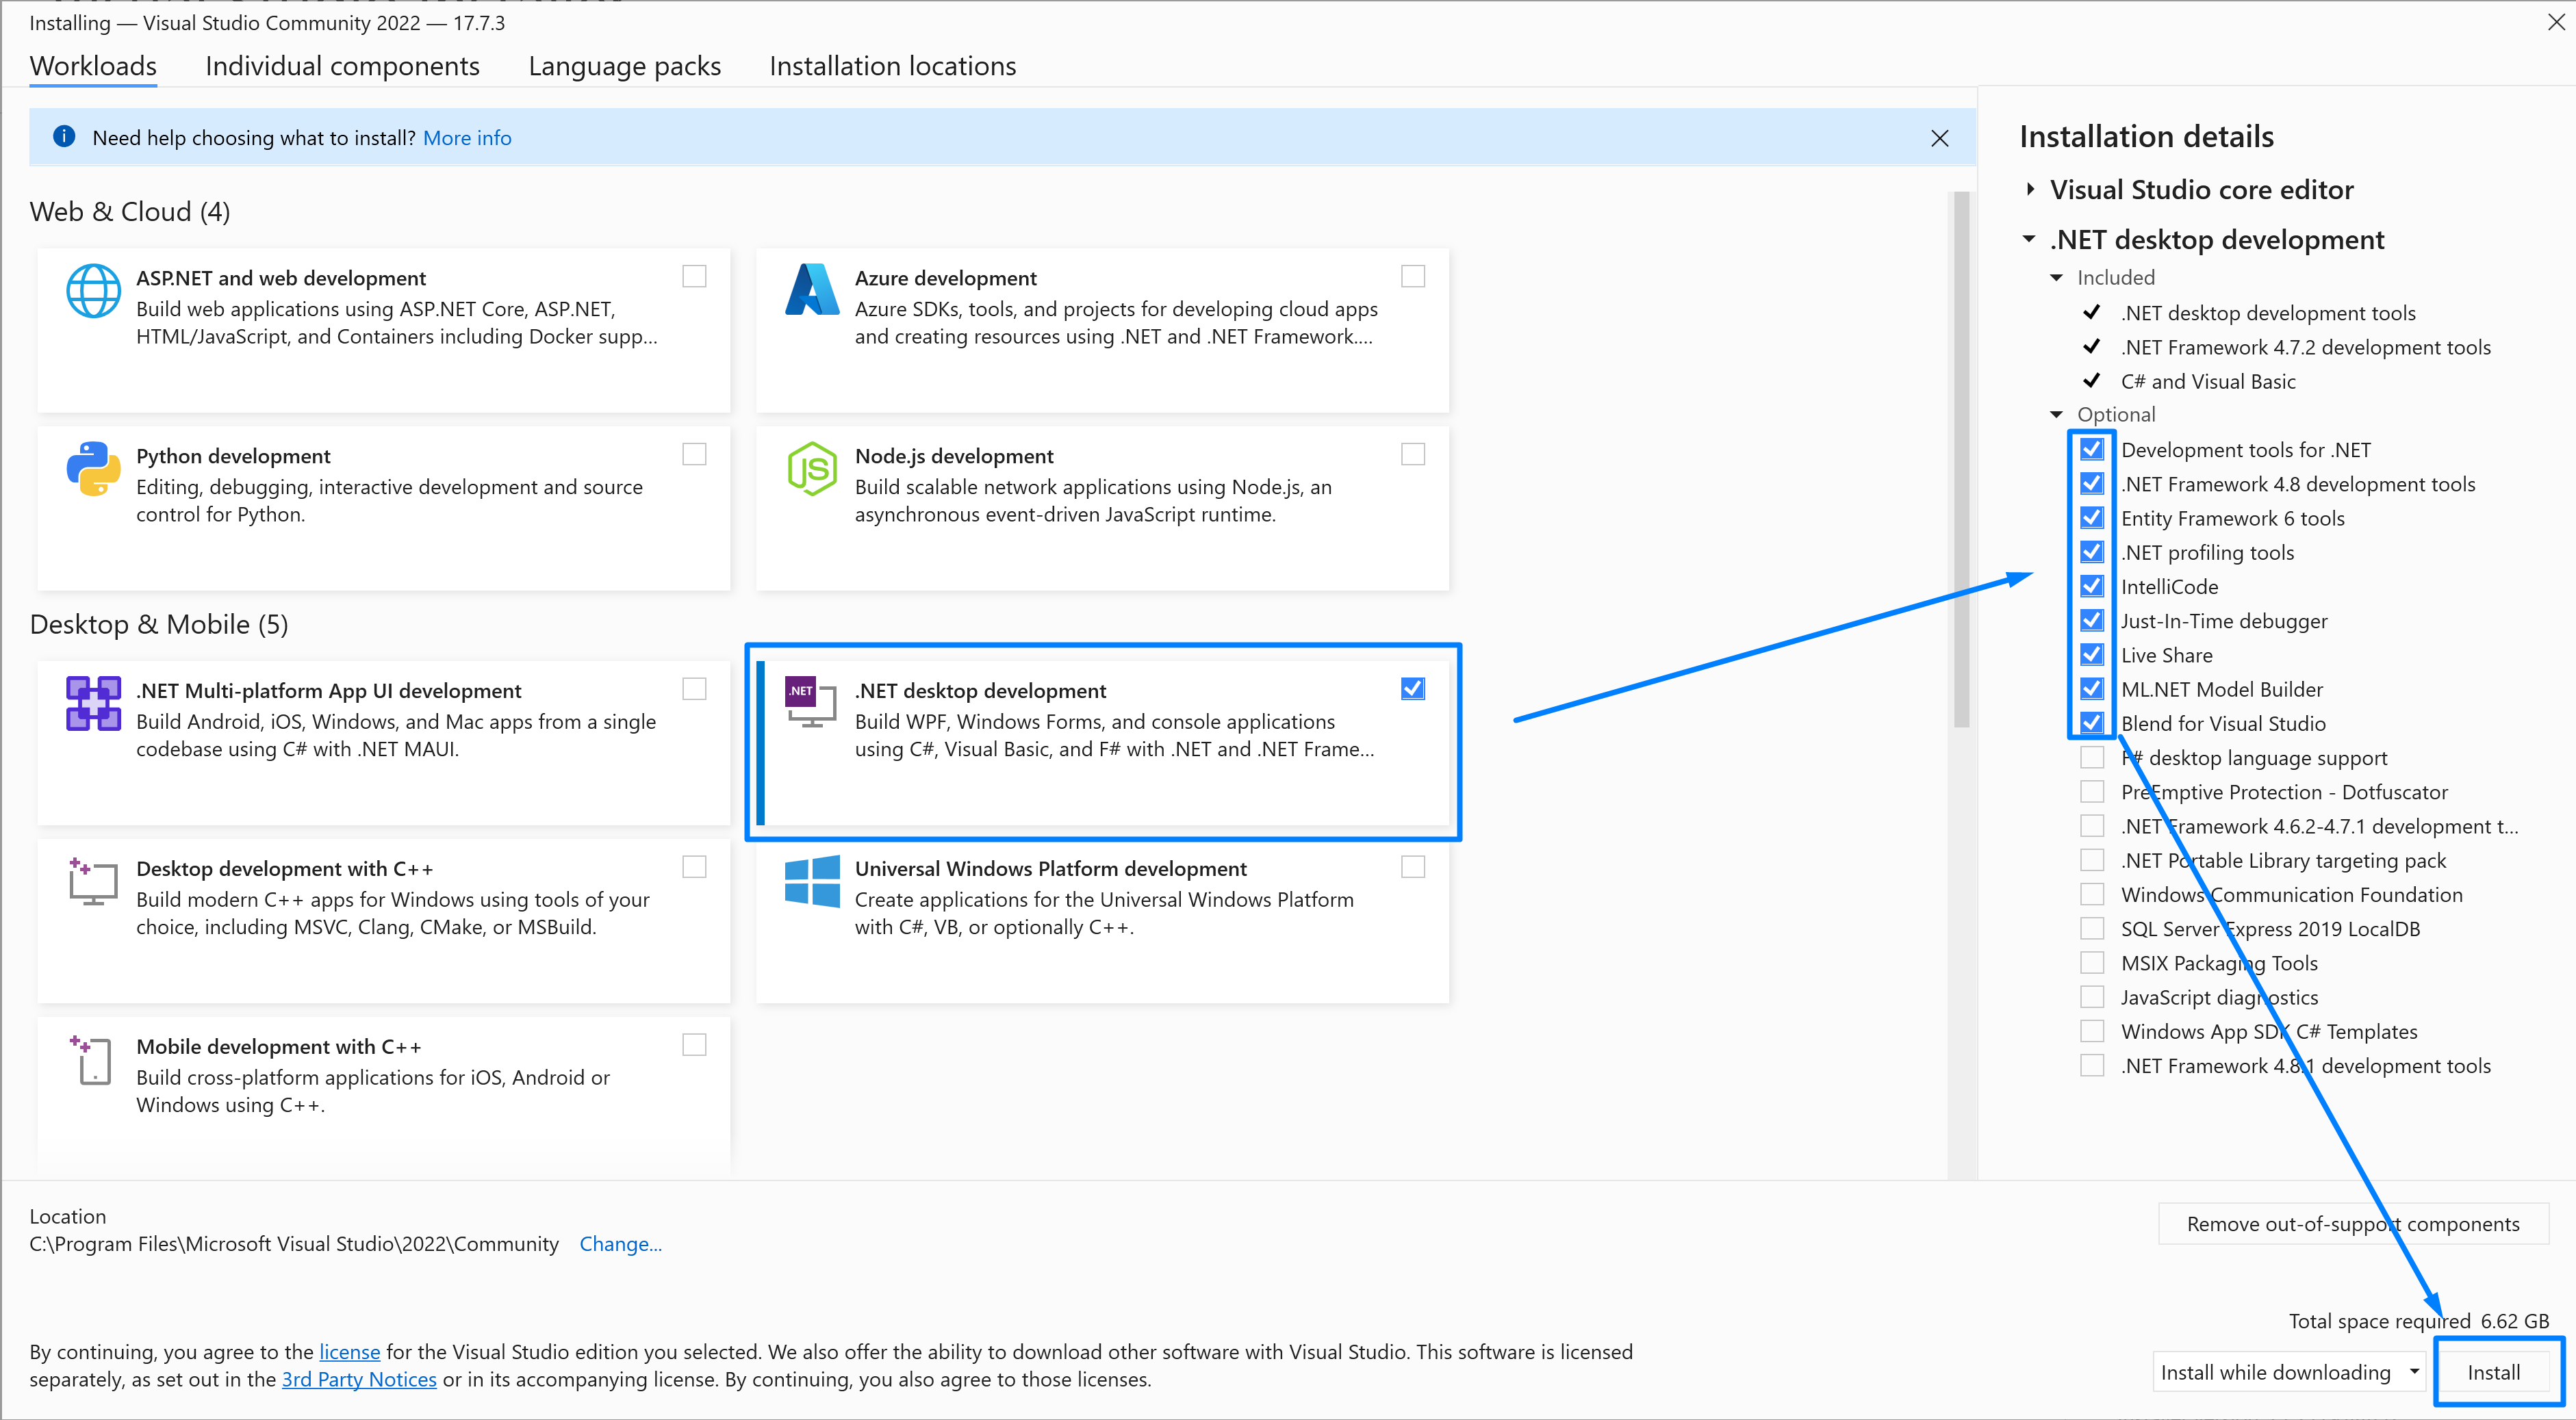 Installing — Visual Studio Community 2022 — 17.7.3
Workloads
Individual components
Language packs
Installation locations
Need help choosing what to install? More info
Web & Cloud (4)
ASP.NET and web development
Build web applications using ASP.NET Core, ASP.NET,
HTML/JavaScript, and Containers including Docker supp...
Azure development
Azure SDKs, tools, and projects for developing cloud apps
and creating resources using .NET and .NET Framework....
Python development
Editing, debugging, interactive development and source
control for Python.
Node.js development
Build scalable network applications using Node.js, an
asynchronous event-driven JavaScript runtime.
JS
Desktop & Mobile (5)
.NET Multi-platform App UI development
Build Android, iOS, Windows, and Mac apps from a single
codebase using C# with .NET MAUI.
.NET
.NET desktop development
Build WPF, Windows Forms, and console applications
using C#, Visual Basic, and F# with .NET and .NET Frame...
Desktop development with C++
Build modern C++ apps for Windows using tools of your
choice, including MSVC, Clang, CMake, or MSBuild.
Universal Windows Platform development
Create applications for the Universal Windows Platform
with C#, VB, or optionally C++.
Mobile development with C++
Build cross-platform applications for iOS, Android or
Windows using C++.
Installation details
Visual Studio core editor
.NET desktop development
Included
.NET desktop development tools
.NET Framework 4.7.2 development tools
C# and Visual Basic
Optional
Development tools for .NET
.NET Framework 4.8 development tools
Entity Framework 6 tools
.NET profiling tools
IntelliCode
Just-In-Time debugger
Live Share
ML.NET Model Builder
Blend for Visual Studio
F# desktop language support
PreEmptive Protection - Dotfuscator
.NET Framework 4.6.2-4.7.1 development t...
.NET Portable Library targeting pack
Windows Communication Foundation
SQL Server Express 2019 LocalDB
MSIX Packaging Tools
JavaScript diagnostics
Windows App SDK C# Templates
.NET Framework 4.8.1 development tools
Location
C:\Program Files\Microsoft Visual Studio\2022\Community Change...
Remove out-of-support components
Total space required 6.62 GB
By continuing, you agree to the license for the Visual Studio edition you selected. We also offer the ability to download other software with Visual Studio. This software is licensed
separately, as set out in the 3rd Party Notices or in its accompanying license. By continuing, you also agree to those licenses.
Install while downloading
Install